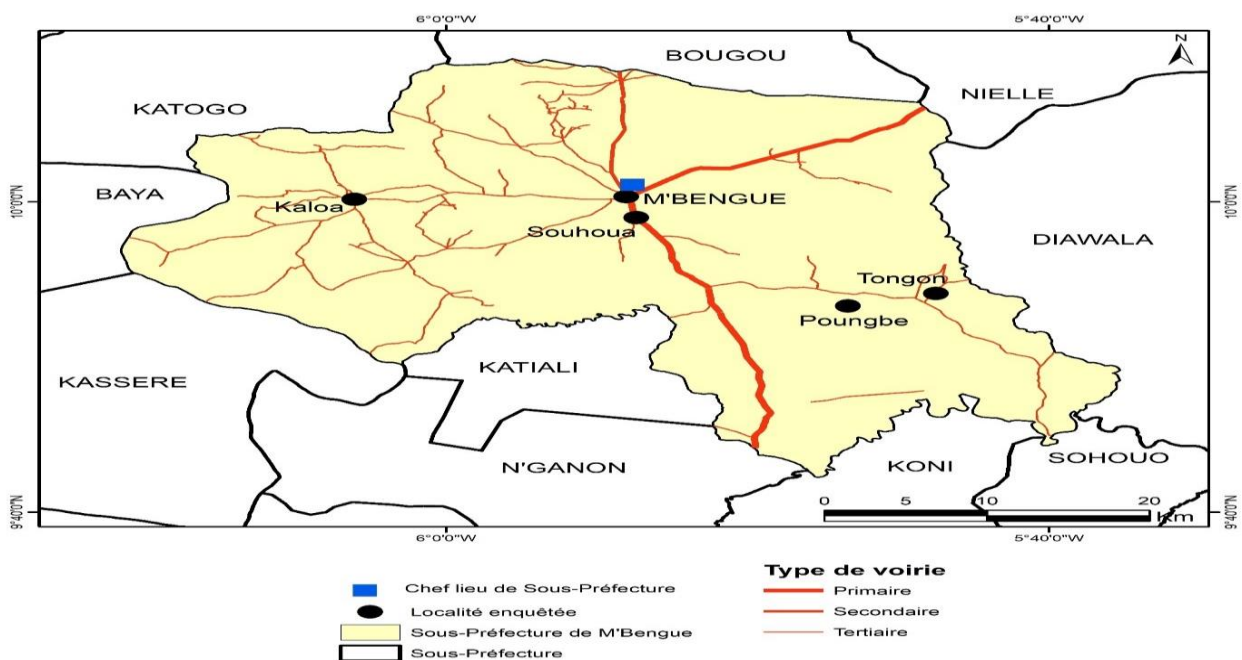 6°0'0"W
5°40'0"W
BOUGOU
N
NIELLE
KATOGO
BAYA
10°0'0"N
10°0'0"N
M'BENGUE
Kaloa
Souhoua
DIAWALA
Tongon
Poungbe
KATIALI
KASSERE
N'GANON
KONI
SOHOUO
0 5 10 20
Km
9°40'0"N
9°40'0"N
6°0'0"W
5°40'0"W
Type de voirie
Chef lieu de Sous-Préfecture
Primaire
Localité enquêtée
Secondaire
Sous-Préfecture de M'Bengue
Tertiaire
Sous-Préfecture